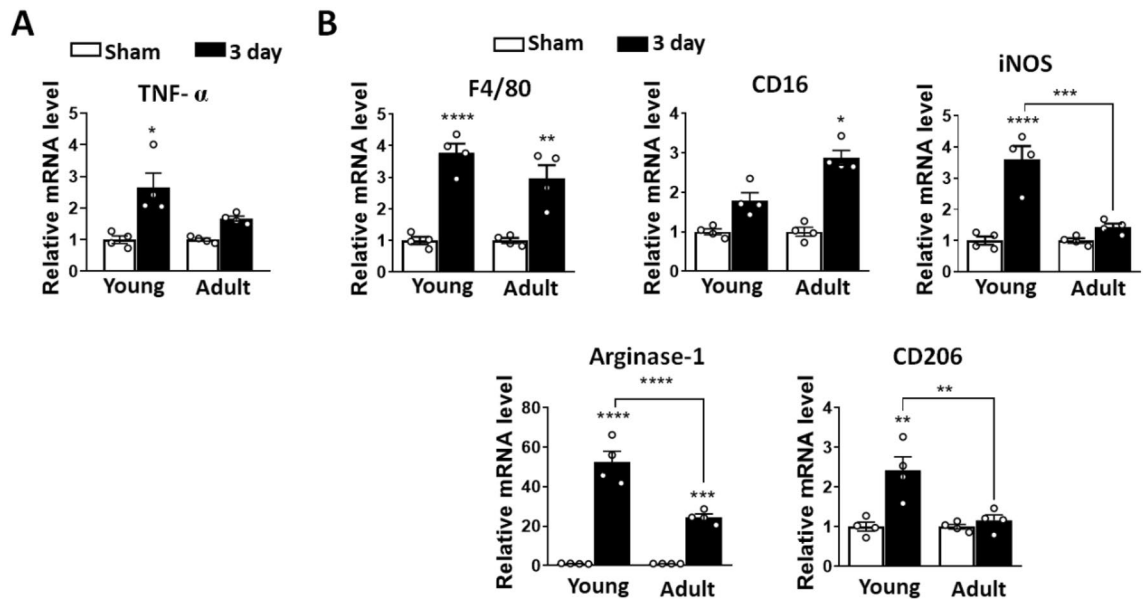 A
B
Sham 3 day
Sham 3 day
TNF- α
Relative mRNA level
5
4
3
2
1
0
*
Young Adult
F4/80
Relative mRNA level
5
4
3
2
1
0
****
**
Young Adult
CD16
Relative mRNA level
4
3
2
1
0
*
Young Adult
iNOS
Relative mRNA level
5
4
3
2
1
0
****
***
Young Adult
Arginase-1
Relative mRNA level
80
60
40
20
0
****
****
***
Young Adult
CD206
Relative mRNA level
4
3
2
1
0
**
**
Young Adult